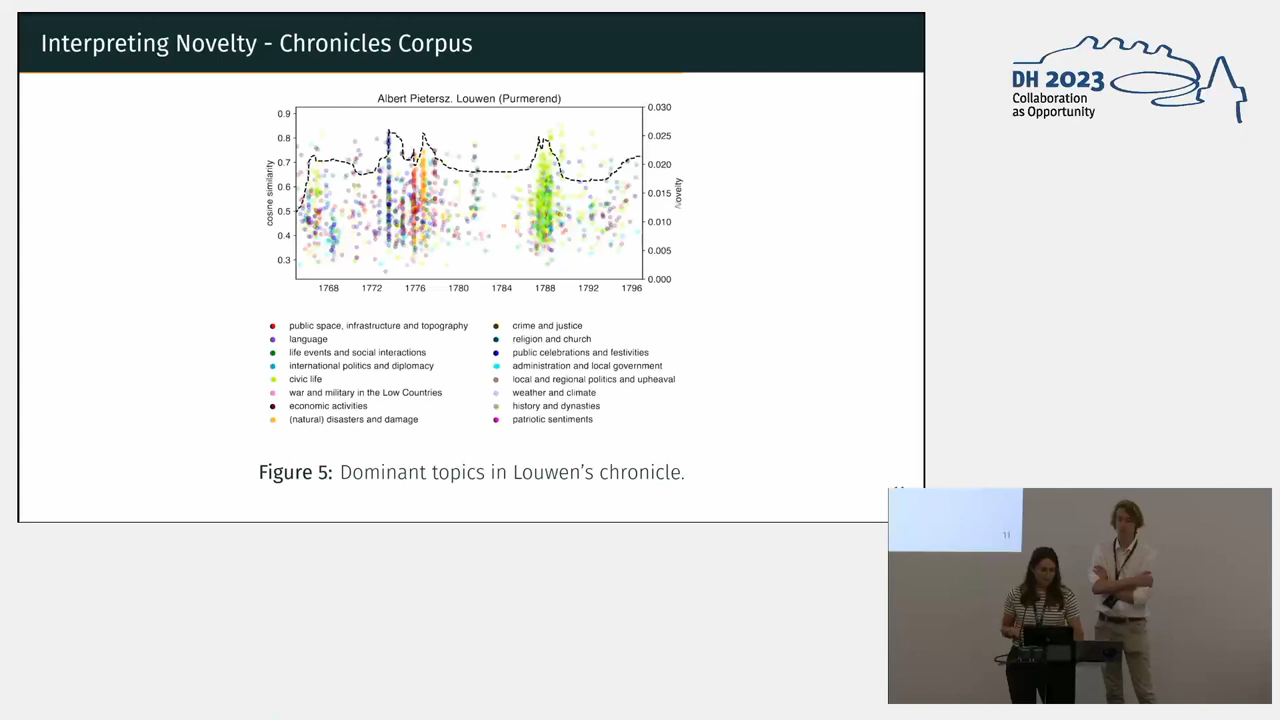 Interpreting Novelty - Chronicles Corpus
DH 2023
Collaboration
as Opportunity
Albert Pietersz. Louwen (Purmerend)
0.9
0.8
0.7
0.6
0.5
0.4
0.3
cosine similarity
0.030
0.025
0.020
0.015
0.010
0.005
0.000
Novelty
1768 1772 1776 1780 1784 1788 1792 1796
public space, infrastructure and topography
language
life events and social interactions
international politics and diplomacy
civic life
war and military in the Low Countries
economic activities
(natural) disasters and damage
crime and justice
religion and church
public celebrations and festivities
administration and local government
local and regional politics and upheaval
weather and climate
history and dynasties
patriotic sentiments
Figure 5: Dominant topics in Louwen's chronicle.
11